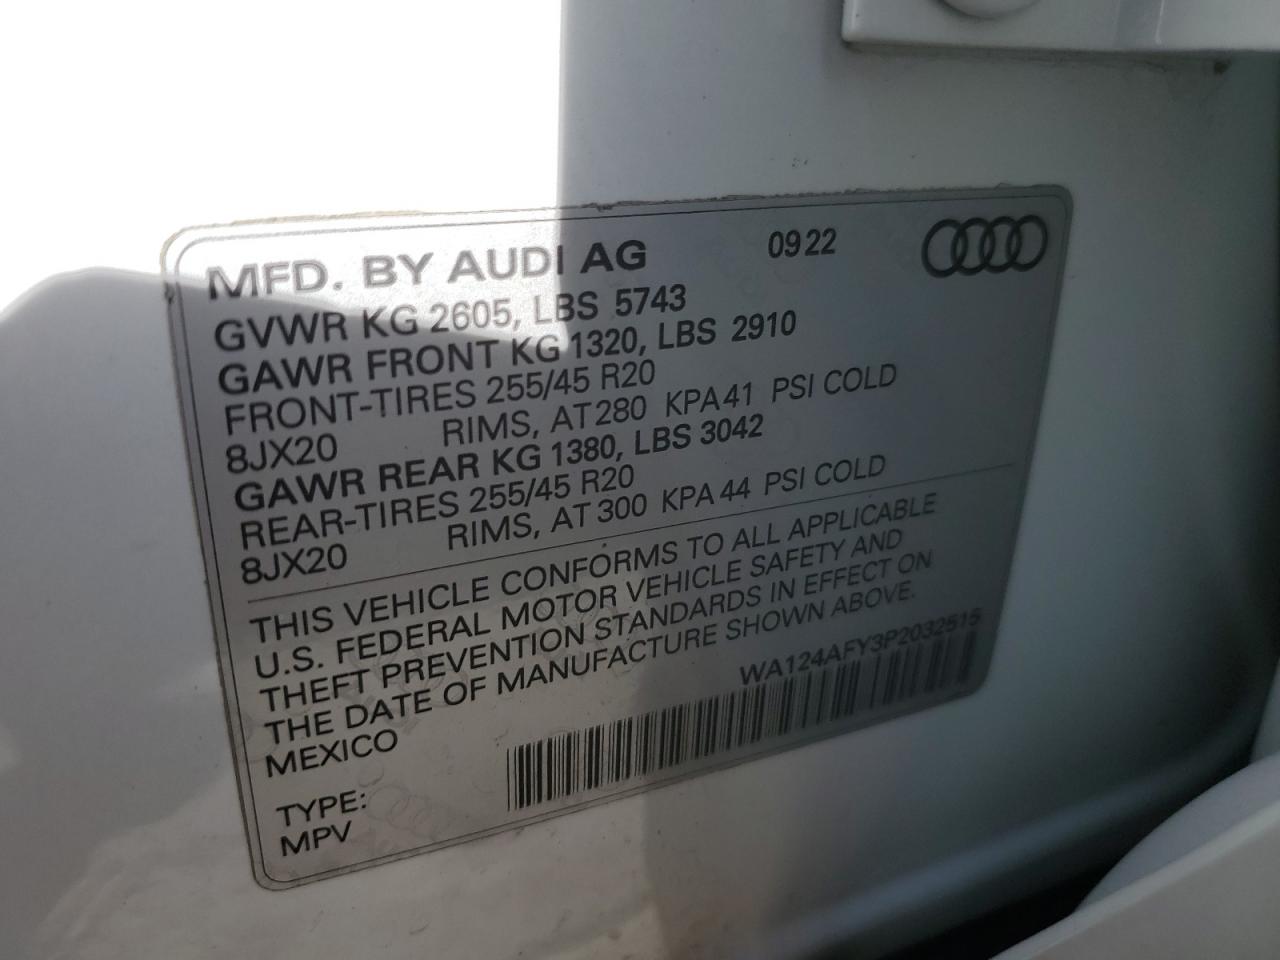 MFD. BY AUDI AG 0922
GVWR KG 2605, LBS 5743
GAWR FRONT KG 1320, LBS 2910
FRONT-TIRES 255/45 R20
8JX20 RIMS, AT 280 KPA 41 PSI COLD
GAWR REAR KG 1380, LBS 3042
REAR-TIRES 255/45 R20
8JX20 RIMS, AT 300 KPA 44 PSI COLD
THIS VEHICLE CONFORMS TO ALL APPLICABLE
U.S. FEDERAL MOTOR VEHICLE SAFETY AND
THEFT PREVENTION STANDARDS IN EFFECT ON
THE DATE OF MANUFACTURE SHOWN ABOVE.
MEXICO
WA124AFY3P2032515
TYPE:
MPV